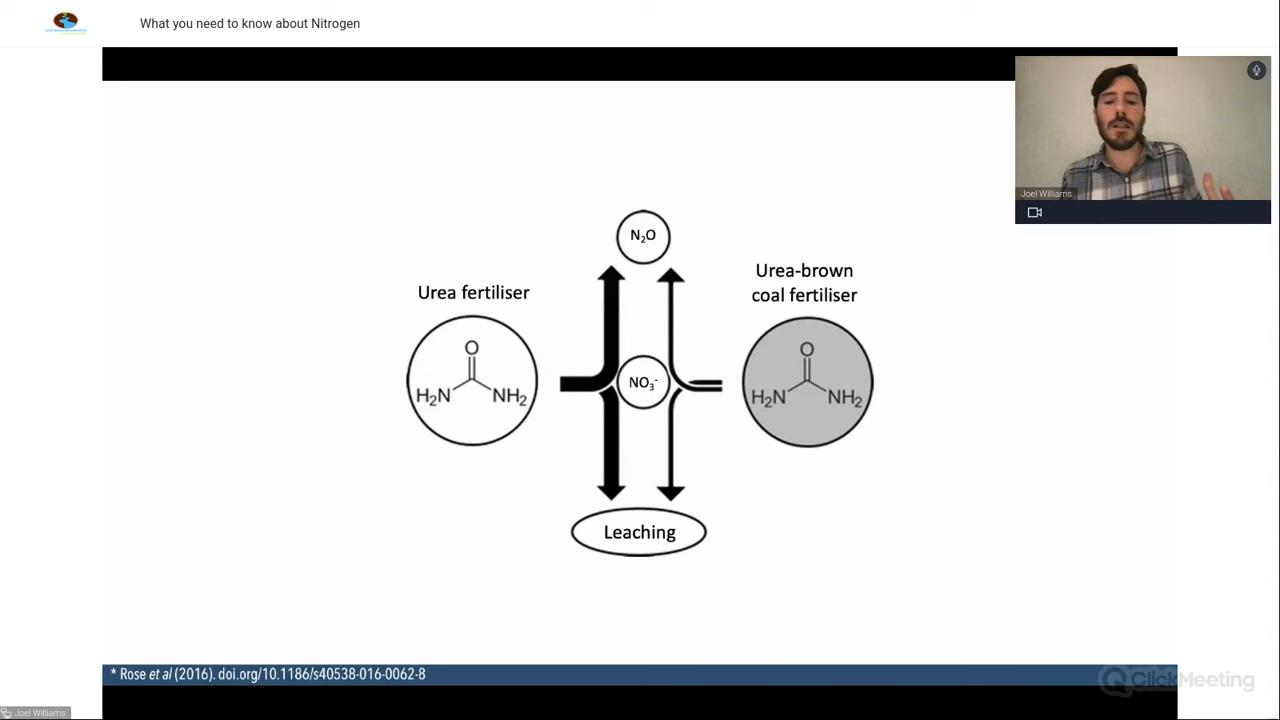 What you need to know about Nitrogen
Joel Williams
N₂O
Urea fertiliser
Urea-brown
coal fertiliser
O
H₂N
NH₂
NO₃⁻
O
H₂N
NH₂
Leaching
* Rose et al (2016). doi.org/10.1186/s40538-016-0062-8
ClickMeeting
Joel Williams